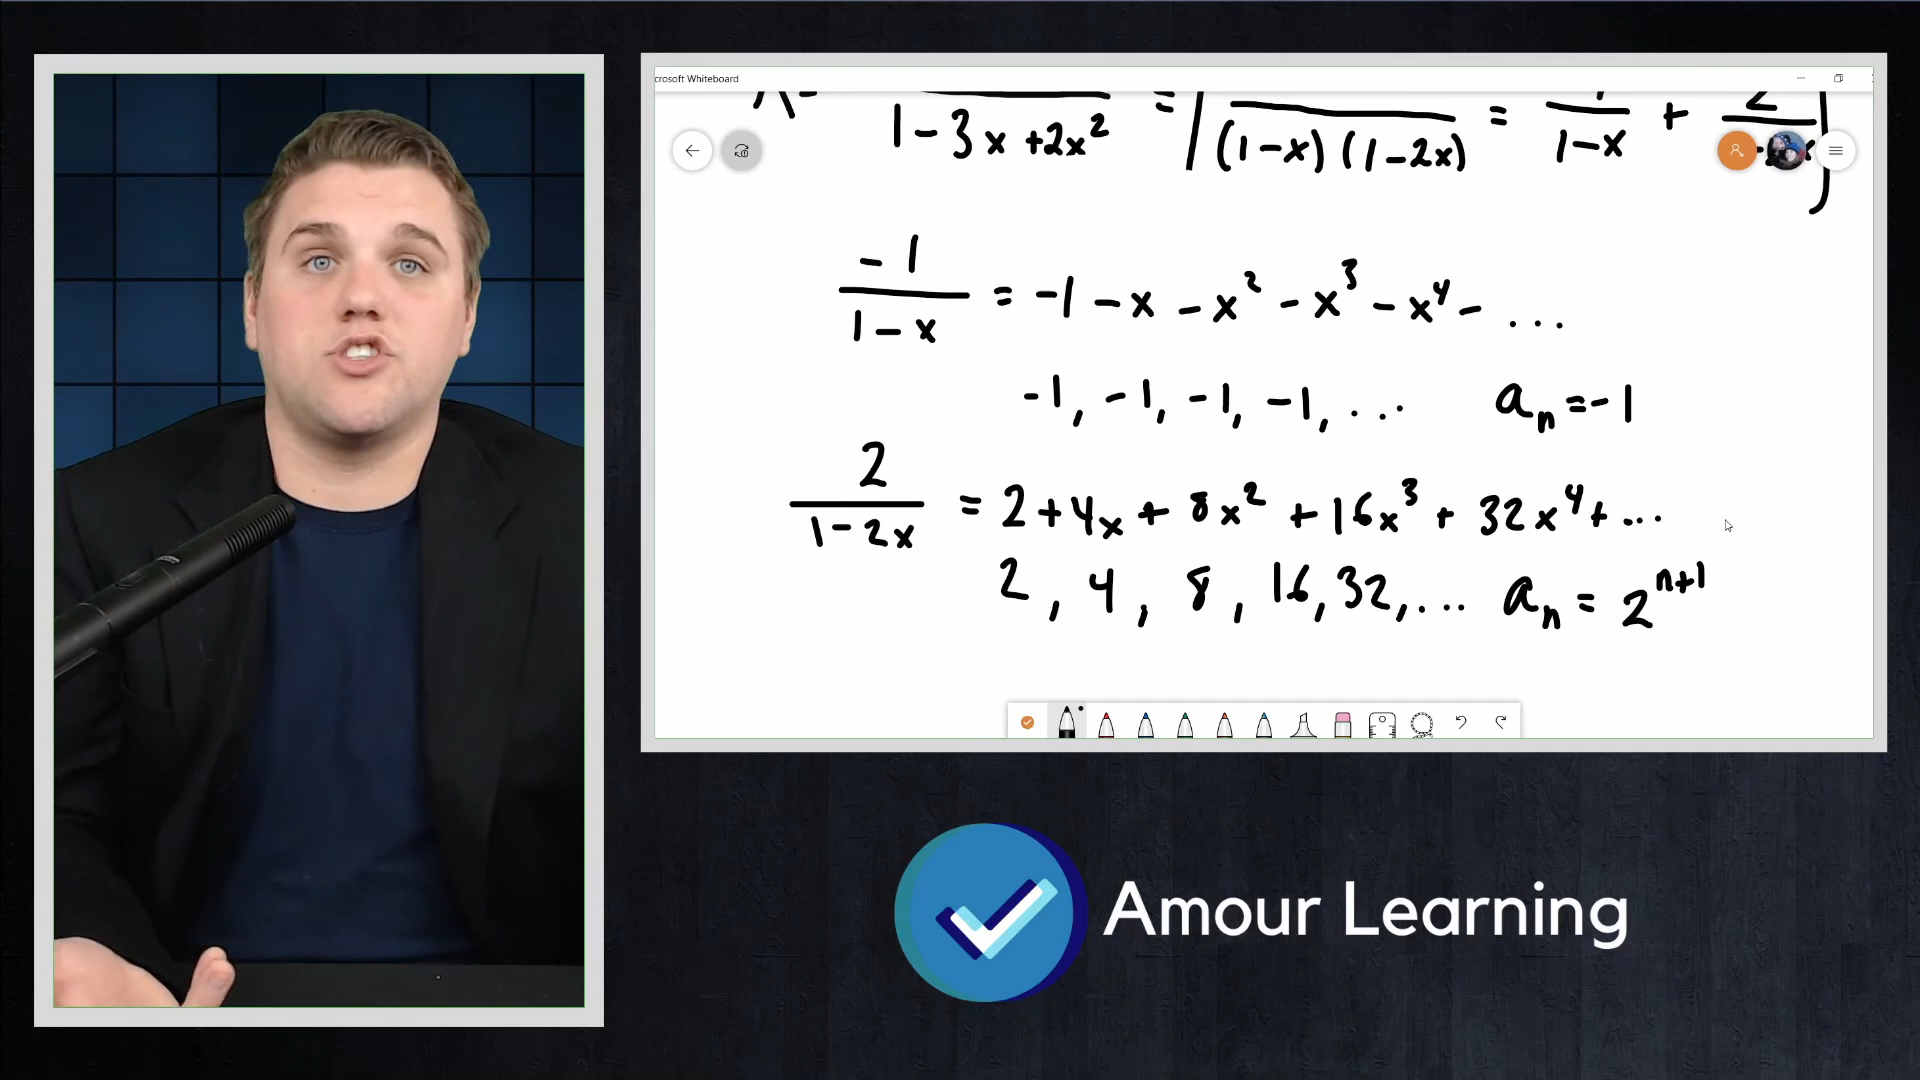 crosoft Whiteboard
1-3x+2x² = (1-x)(1-2x) = 1-x + 2
-1/1-x = -1-x-x²-x³-x⁴-...
-1, -1, -1, -1, ... aₙ=-1
2/1-2x = 2+4x+8x²+16x³+32x⁴+...
2, 4, 8, 16, 32, ... aₙ = 2ⁿ⁺¹
Amour Learning